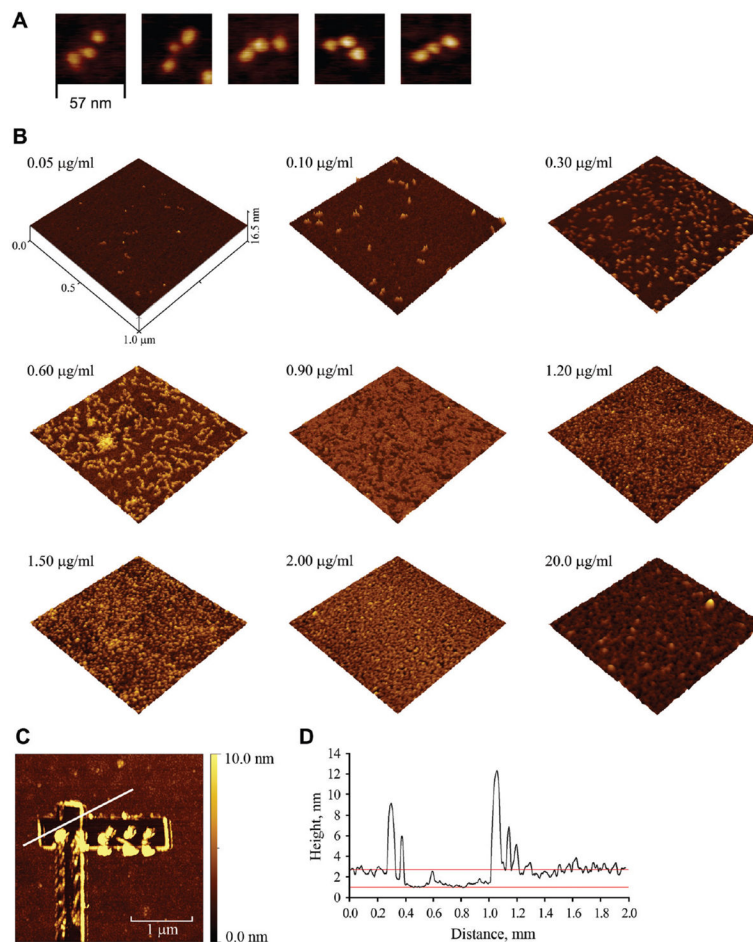 A
57 nm
B
0.05 µg/ml
0.10 µg/ml
0.30 µg/ml
16.5 nm
0.0
0.5
1.0 µm
0.60 µg/ml
0.90 µg/ml
1.20 µg/ml
1.50 µg/ml
2.00 µg/ml
20.0 µg/ml
C
10.0 nm
0.0 nm
1 µm
D
Height, nm
14
12
10
8
6
4
2
0
0.0 0.2 0.4 0.6 0.8 1.0 1.2 1.4 1.6 1.8 2.0
Distance, mm